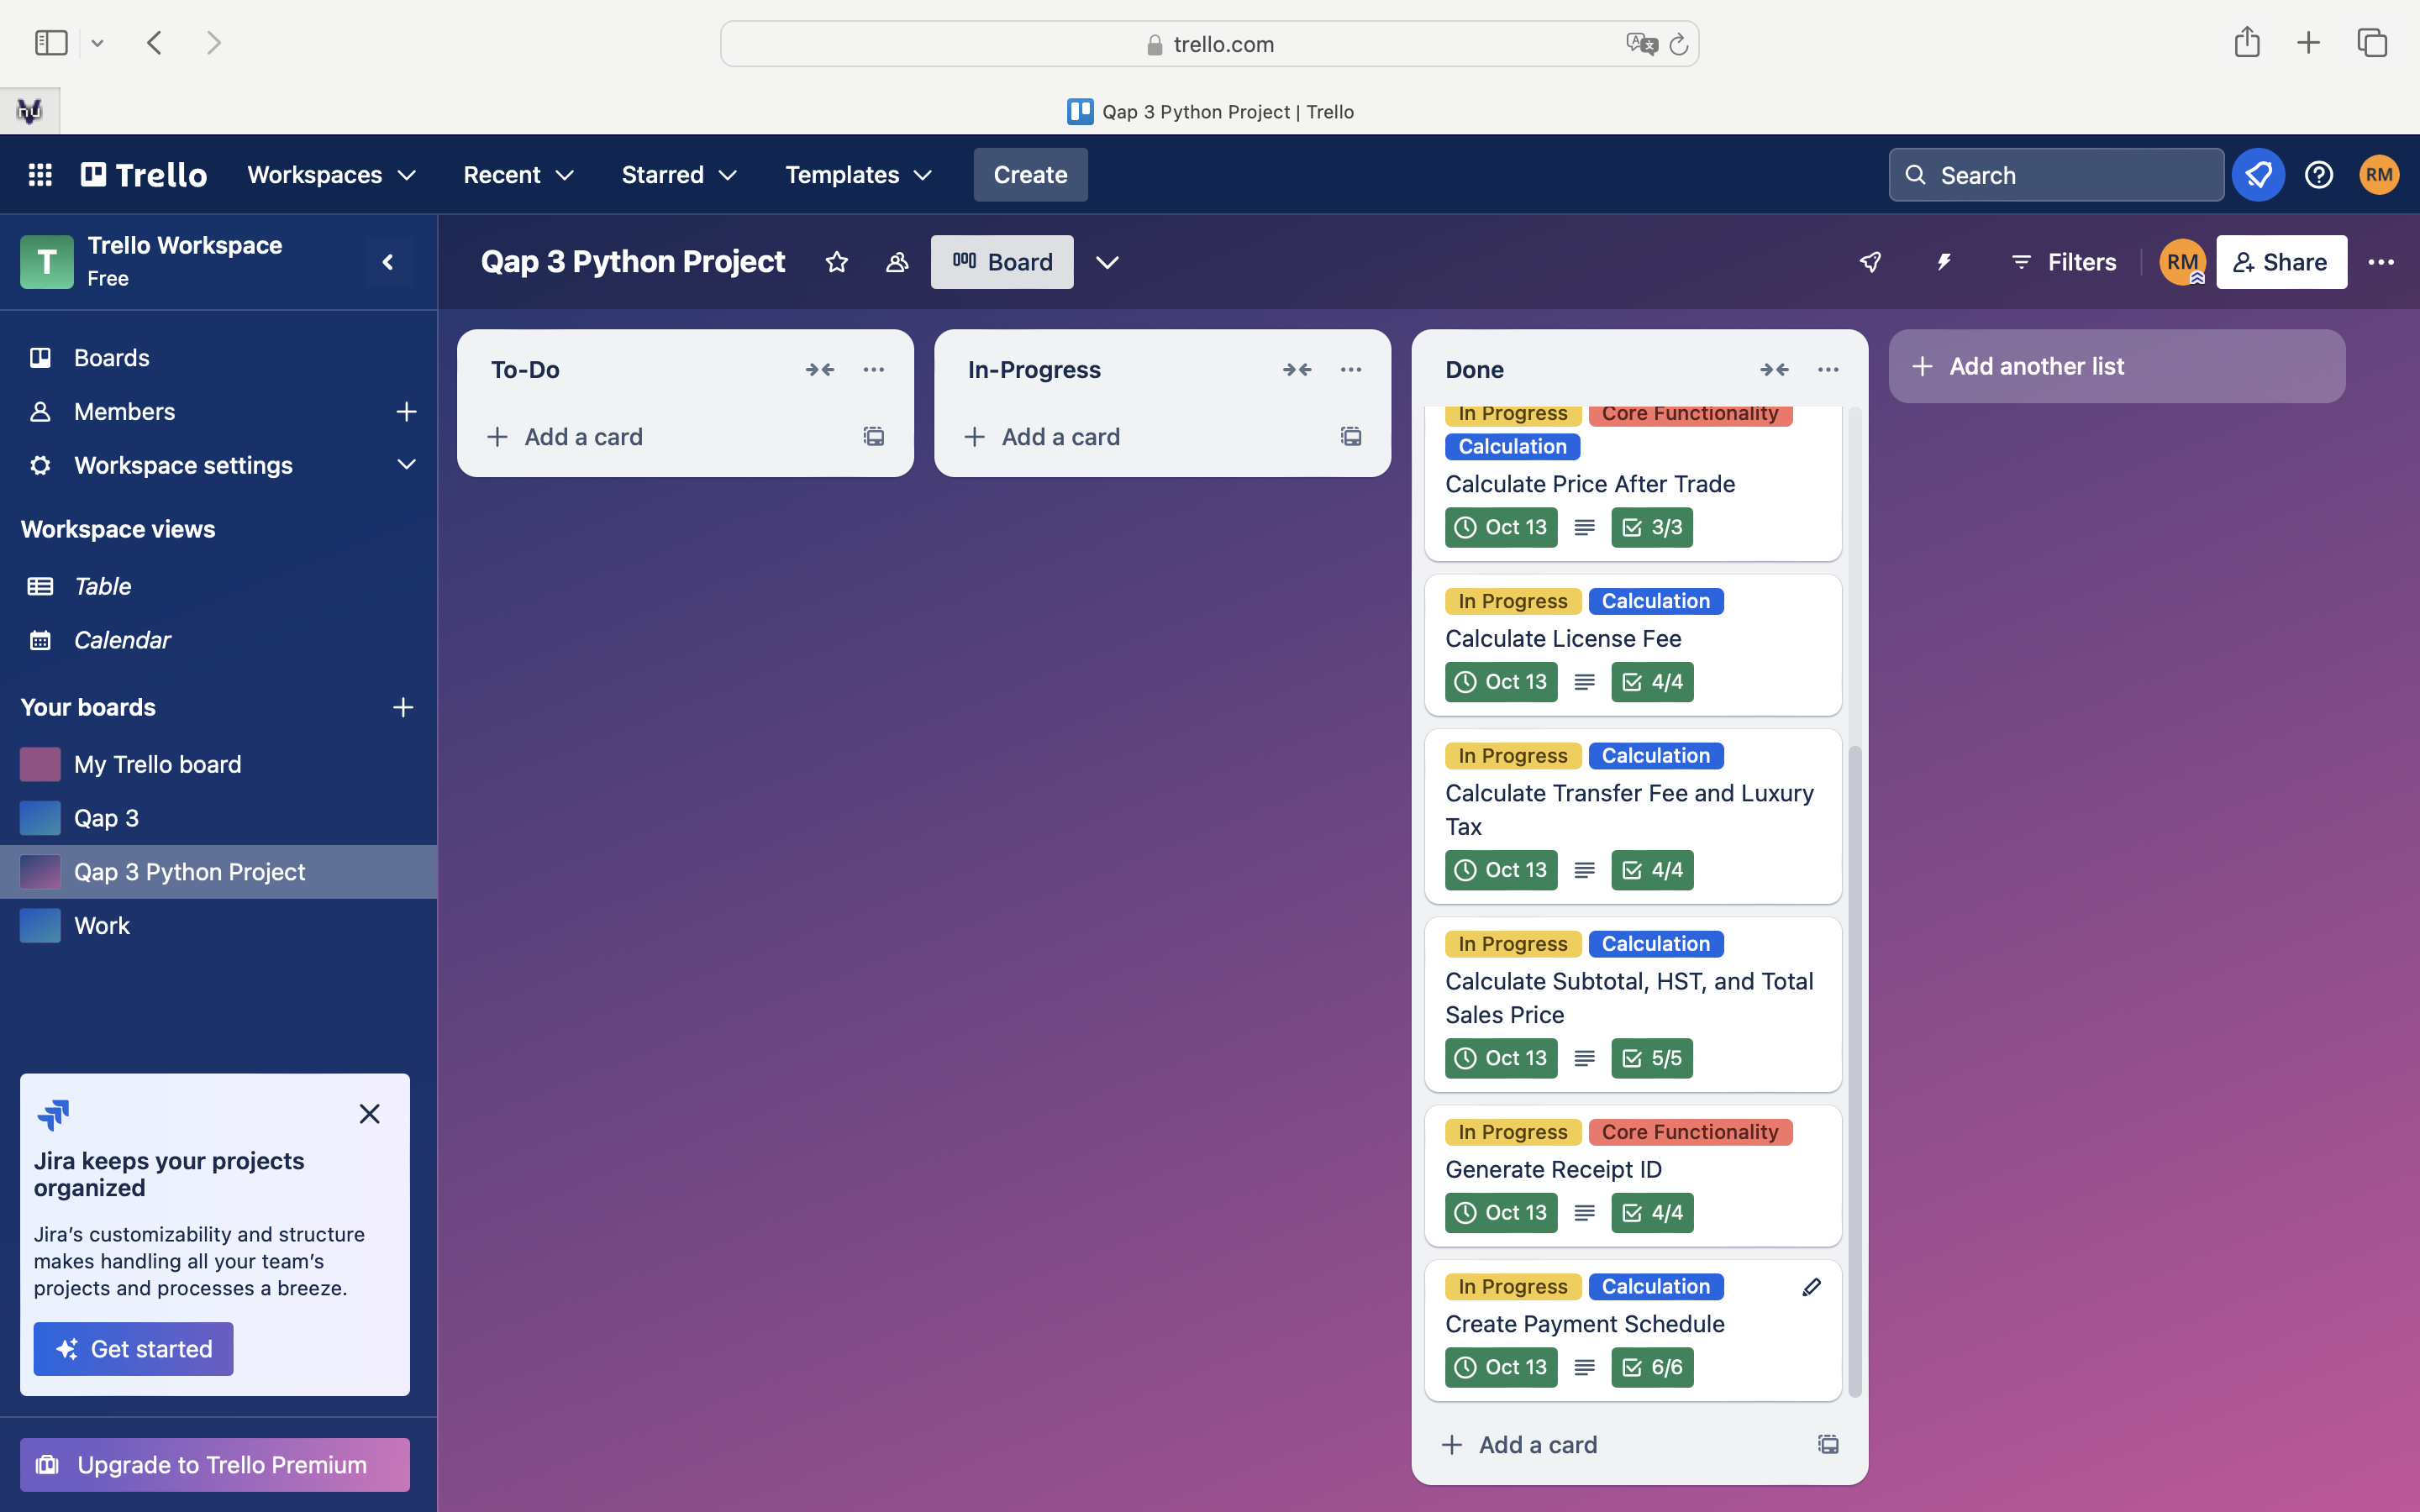 trello.com
Qap 3 Python Project | Trello
Trello
Workspaces
Recent
Starred
Templates
Create
Search
RM
T
Trello Workspace
Free
Qap 3 Python Project
Board
Filters
RM
Share
Boards
Members
Workspace settings
Workspace views
Table
Calendar
Your boards
My Trello board
Qap 3
Qap 3 Python Project
Work
Jira keeps your projects
organized
Jira’s customizability and structure
makes handling all your team’s
projects and processes a breeze.
Get started
Upgrade to Trello Premium
To-Do
Add a card
In-Progress
Add a card
Done
In Progress Core Functionality
Calculation
Calculate Price After Trade
Oct 13 3/3
In Progress Calculation
Calculate License Fee
Oct 13 4/4
In Progress Calculation
Calculate Transfer Fee and Luxury
Tax
Oct 13 4/4
In Progress Calculation
Calculate Subtotal, HST, and Total
Sales Price
Oct 13 5/5
In Progress Core Functionality
Generate Receipt ID
Oct 13 4/4
In Progress Calculation
Create Payment Schedule
Oct 13 6/6
Add a card
Add another list